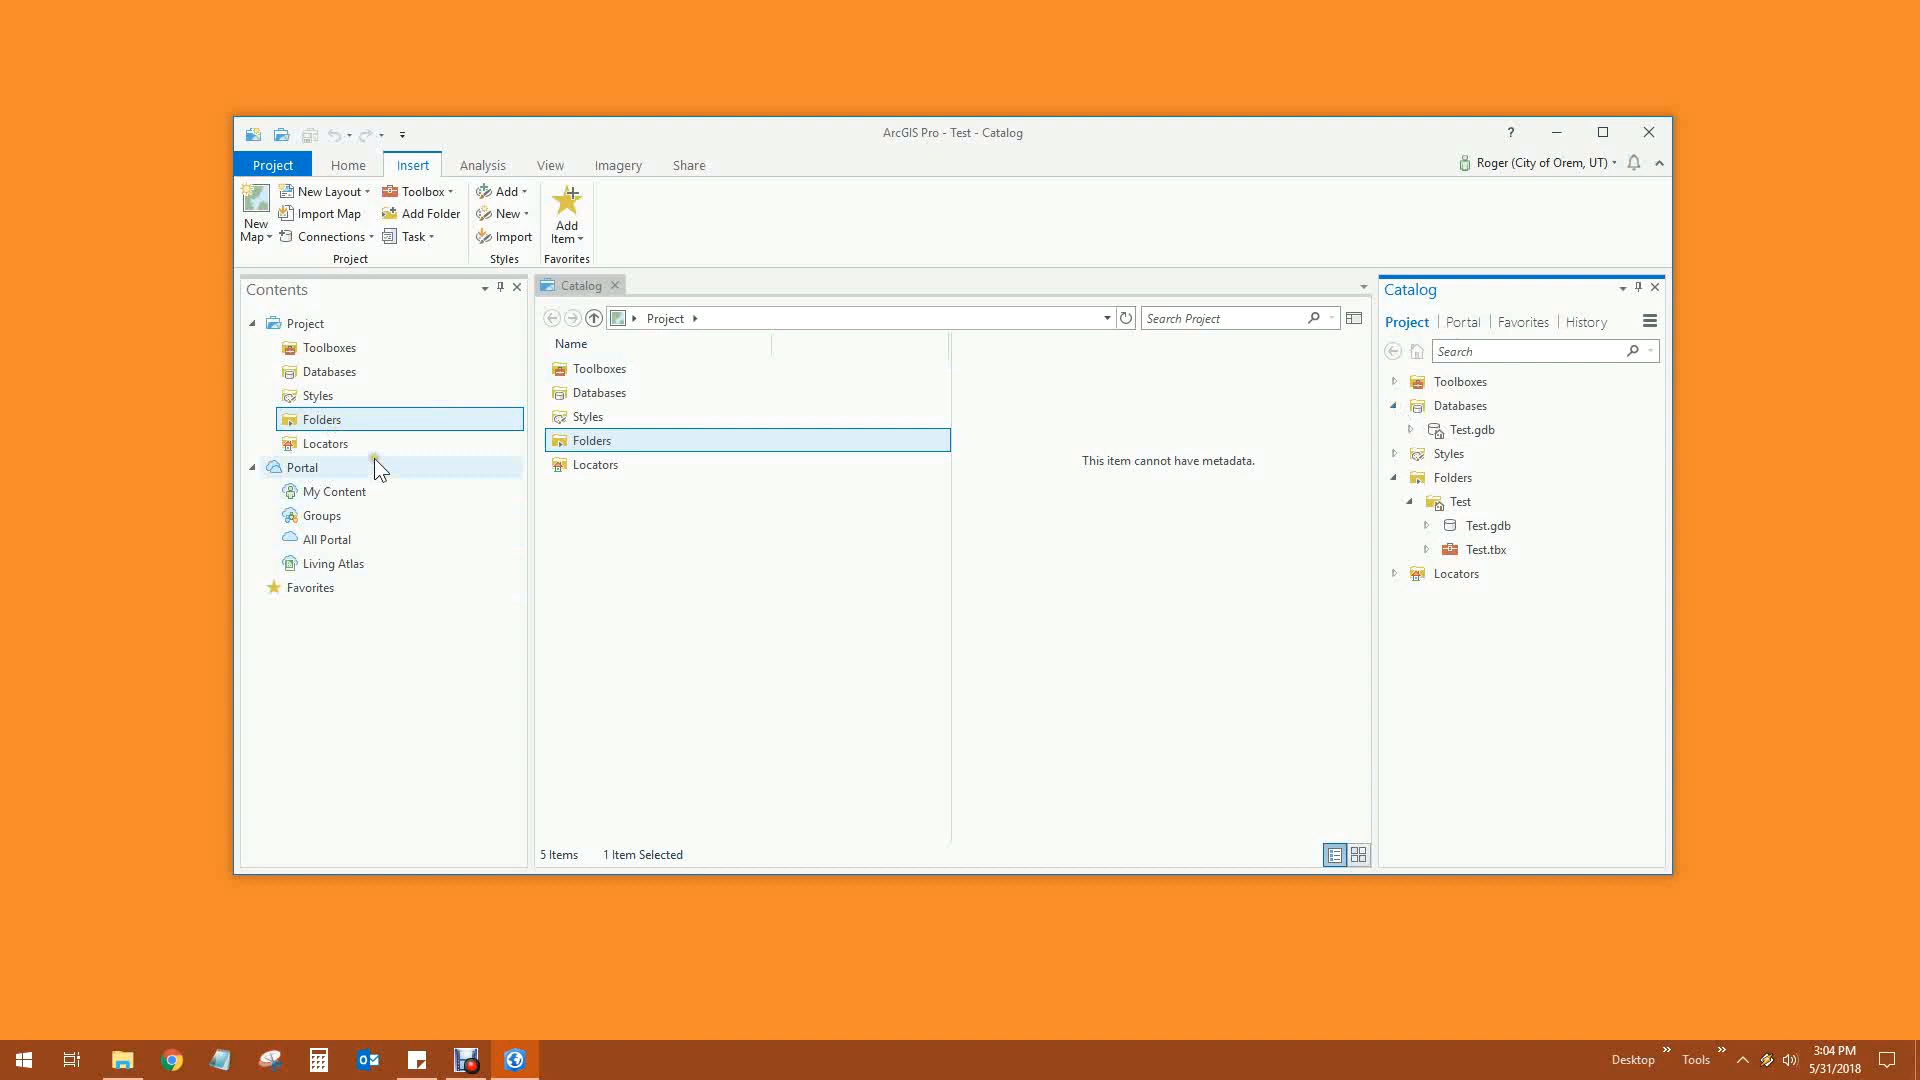 ArcGIS Pro - Test - Catalog
?
Project
Home
Insert
Analysis
View
Imagery
Share
Roger (City of Orem, UT)
New Map
New Layout
Import Map
Connections
Toolbox
Add Folder
Task
Project
Add
New
Import
Styles
Add Item
Favorites
Contents
Project
Toolboxes
Databases
Styles
Folders
Locators
Portal
My Content
Groups
All Portal
Living Atlas
Favorites
Catalog
Project
Search Project
Name
Toolboxes
Databases
Styles
Folders
Locators
This item cannot have metadata.
5 Items
1 Item Selected
Catalog
Project
Portal
Favorites
History
Search
Toolboxes
Databases
Test.gdb
Styles
Folders
Test
Test.gdb
Test.tbx
Locators
Desktop
Tools
3:04 PM
5/31/2018